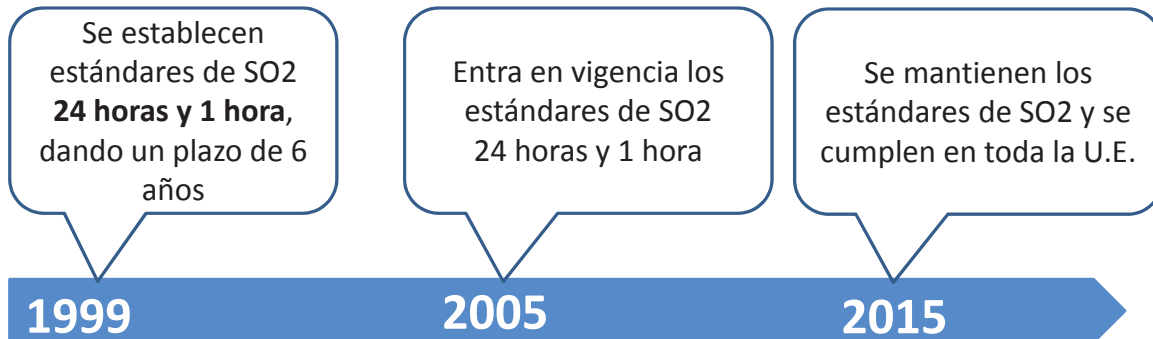 Se establecen
estándares de SO2
24 horas y 1 hora,
dando un plazo de 6
años
Entra en vigencia los
estándares de SO2
24 horas y 1 hora
Se mantienen los
estándares de SO2 y se
cumplen en toda la U.E.
1999
2005
2015